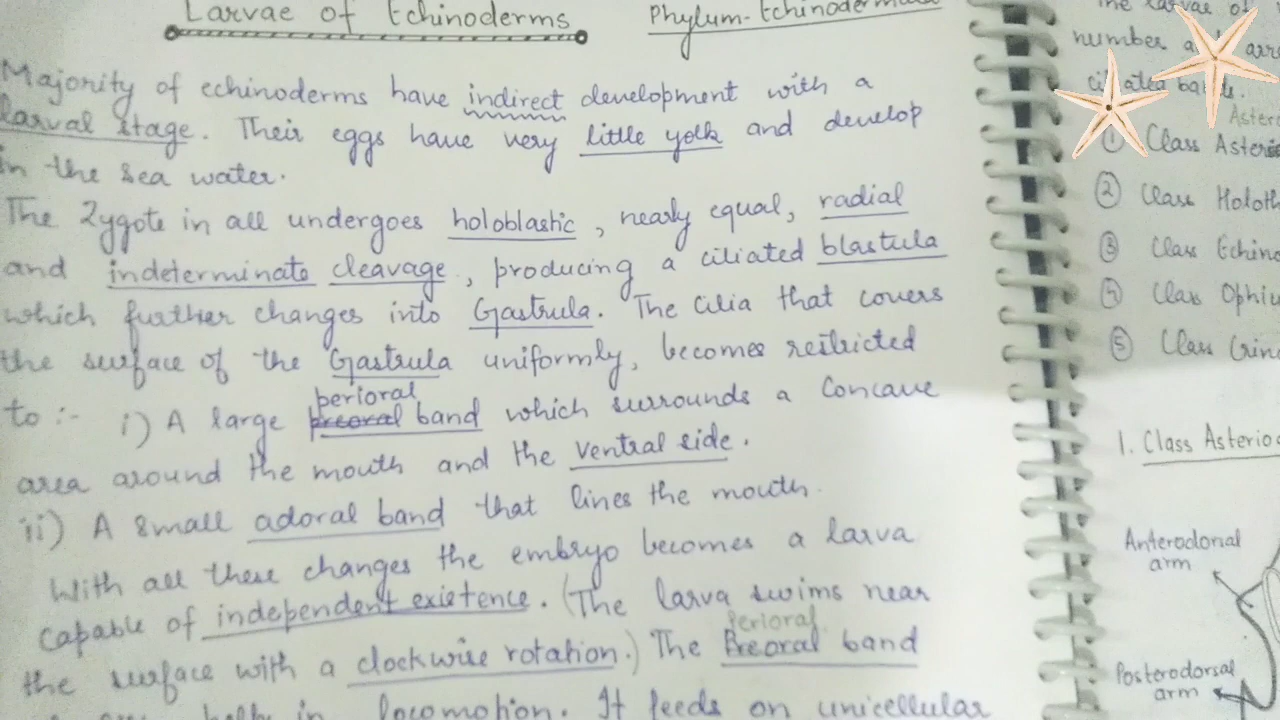 Larvae of Echinoderms
Phylum-Echinodermata
Majority of echinoderms have indirect development with a
larval stage. Their eggs have very little yolk and develop
in the sea water.
The Zygote in all undergoes holoblastic, nearly equal, radial
and indeterminate cleavage, producing a ciliated blastula
which further changes into Gastrula. The cilia that covers
the surface of the Gastrula uniformly, becomes restricted
perioral
to :- i) A large preoral band which surrounds a Concave
area around the mouth and the ventral side.
ii) A small adoral band that lines the mouth.
With all these changes the embryo becomes a larva
capable of independent existence. (The larva swims near
Perioral
the surface with a clockwise rotation.) The Preoral band
in locomotion. It feeds on unicellular
The larvae of
number
ciliated bands.
Aster
① Class Aster
② Class Holoth
③ Class Echino
④ Class Ophiu
⑤ Class Crin
1. Class Asterio
Anterodorsal
arm
Posterodorsal
arm